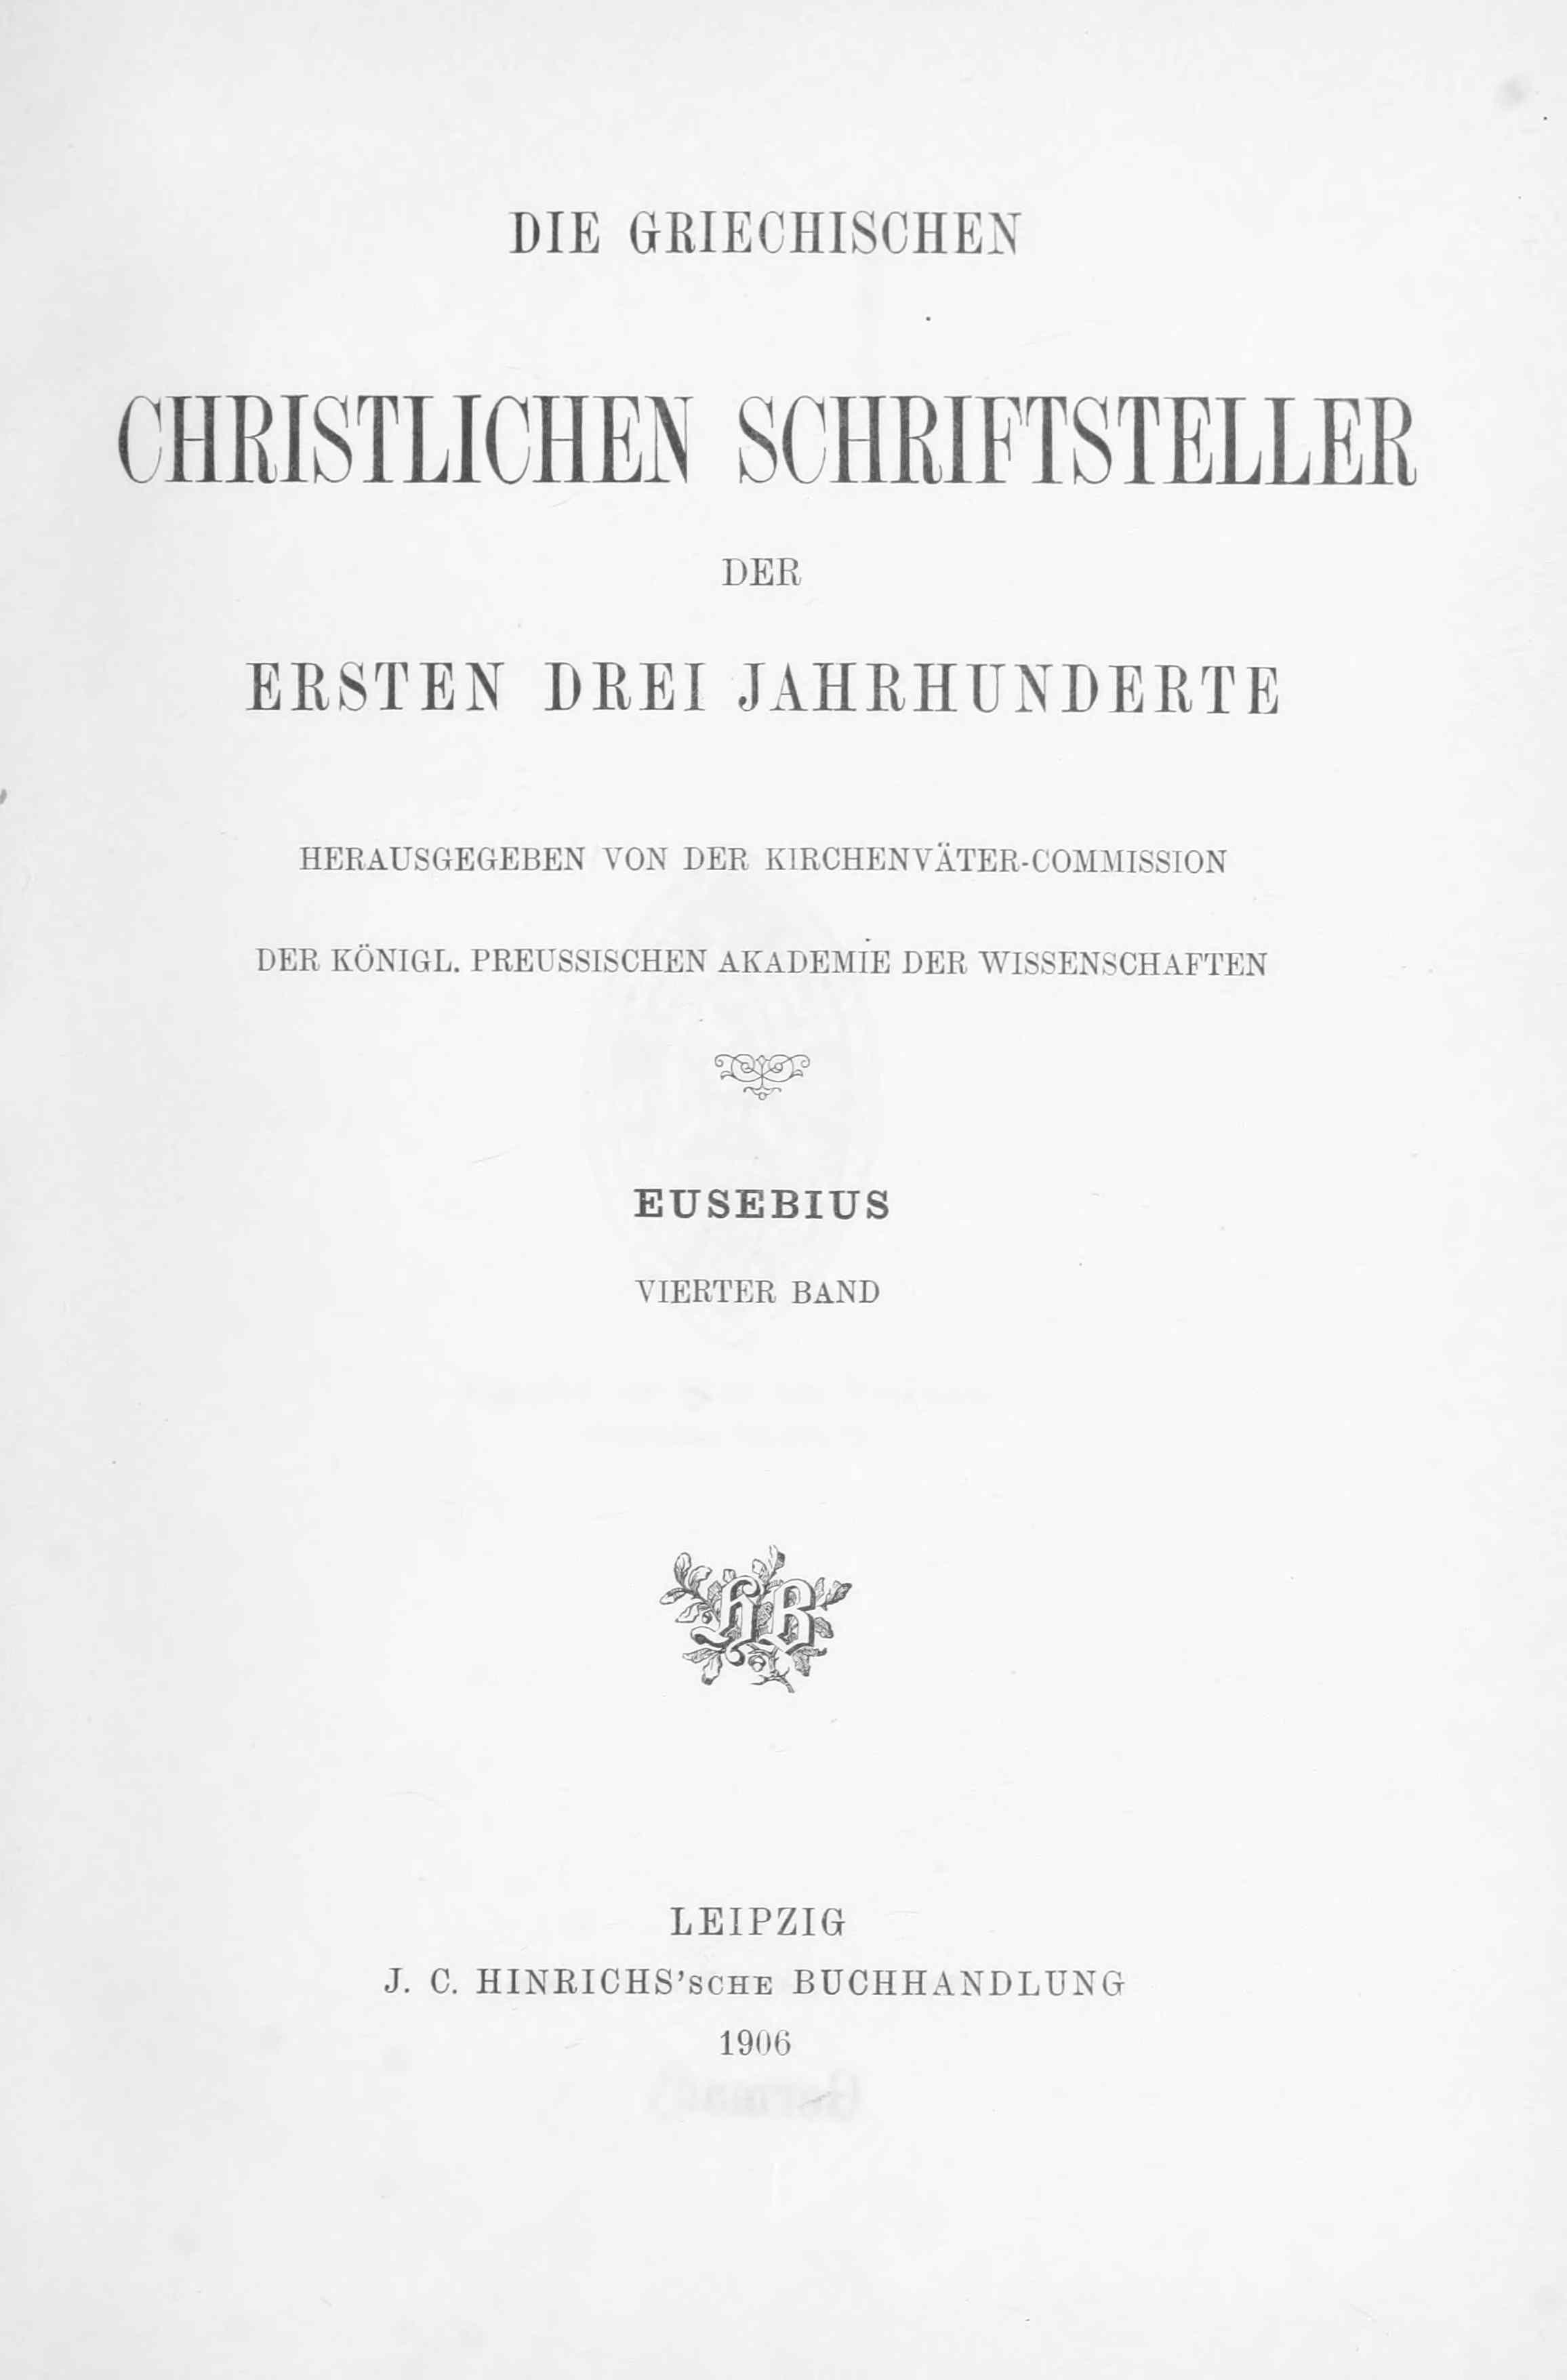 DIE GRIECHISCHEN
CHRISTLICHEN SCHRIFTSTELLER
DER
ERSTEN DREI JAHRHUNDERTE
HERAUSGEGEBEN VON DER KIRCHENVÄTER-COMMISSION
DER KÖNIGL. PREUSSISCHEN AKADEMIE DER WISSENSCHAFTEN
EUSEBIUS
VIERTER BAND
HB
LEIPZIG
J. C. HINRICHS'SCHE BUCHHANDLUNG
1906